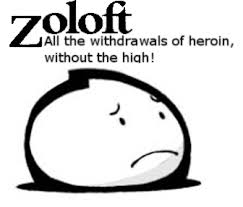 Zoloft
All the withdrawals of heroin,
without the high!